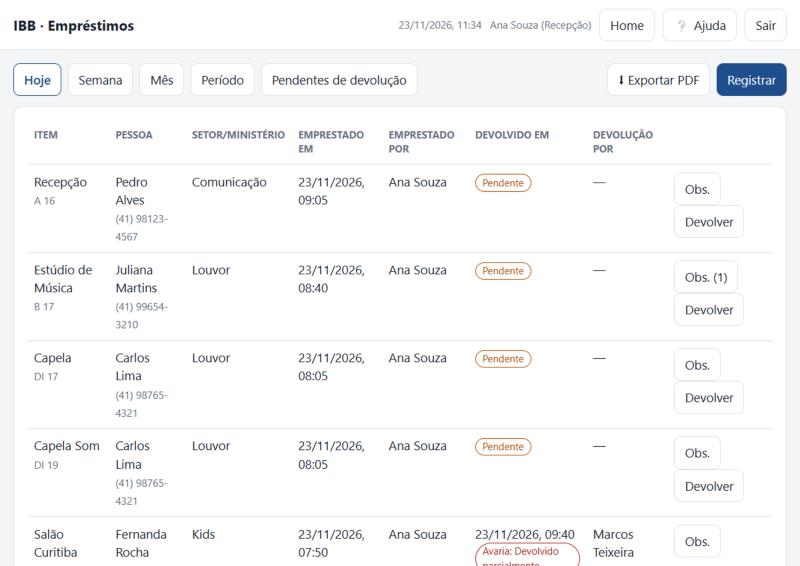 IBB · Empréstimos
23/11/2026, 11:34 Ana Souza (Recepção) Home ❔ Ajuda Sair
Hoje Semana Mês Período Pendentes de devolução ⬇ Exportar PDF Registrar
ITEM PESSOA SETOR/MINISTÉRIO EMPRESTADO EM EMPRESTADO POR DEVOLVIDO EM DEVOLUÇÃO POR
Recepção
A 16
Pedro
Alves
(41) 98123-
4567
Comunicação
23/11/2026,
09:05
Ana Souza
Pendente
—
Obs.
Devolver
Estúdio de
Música
B 17
Juliana
Martins
(41) 99654-
3210
Louvor
23/11/2026,
08:40
Ana Souza
Pendente
—
Obs. (1)
Devolver
Capela
DI 17
Carlos
Lima
(41) 98765-
4321
Louvor
23/11/2026,
08:05
Ana Souza
Pendente
—
Obs.
Devolver
Capela Som
DI 19
Carlos
Lima
(41) 98765-
4321
Louvor
23/11/2026,
08:05
Ana Souza
Pendente
—
Obs.
Devolver
Salão
Curitiba
Fernanda
Rocha
Kids
23/11/2026,
07:50
Ana Souza
23/11/2026, 09:40
Avaria: Devolvido
parcialmente
Marcos
Teixeira
Obs.